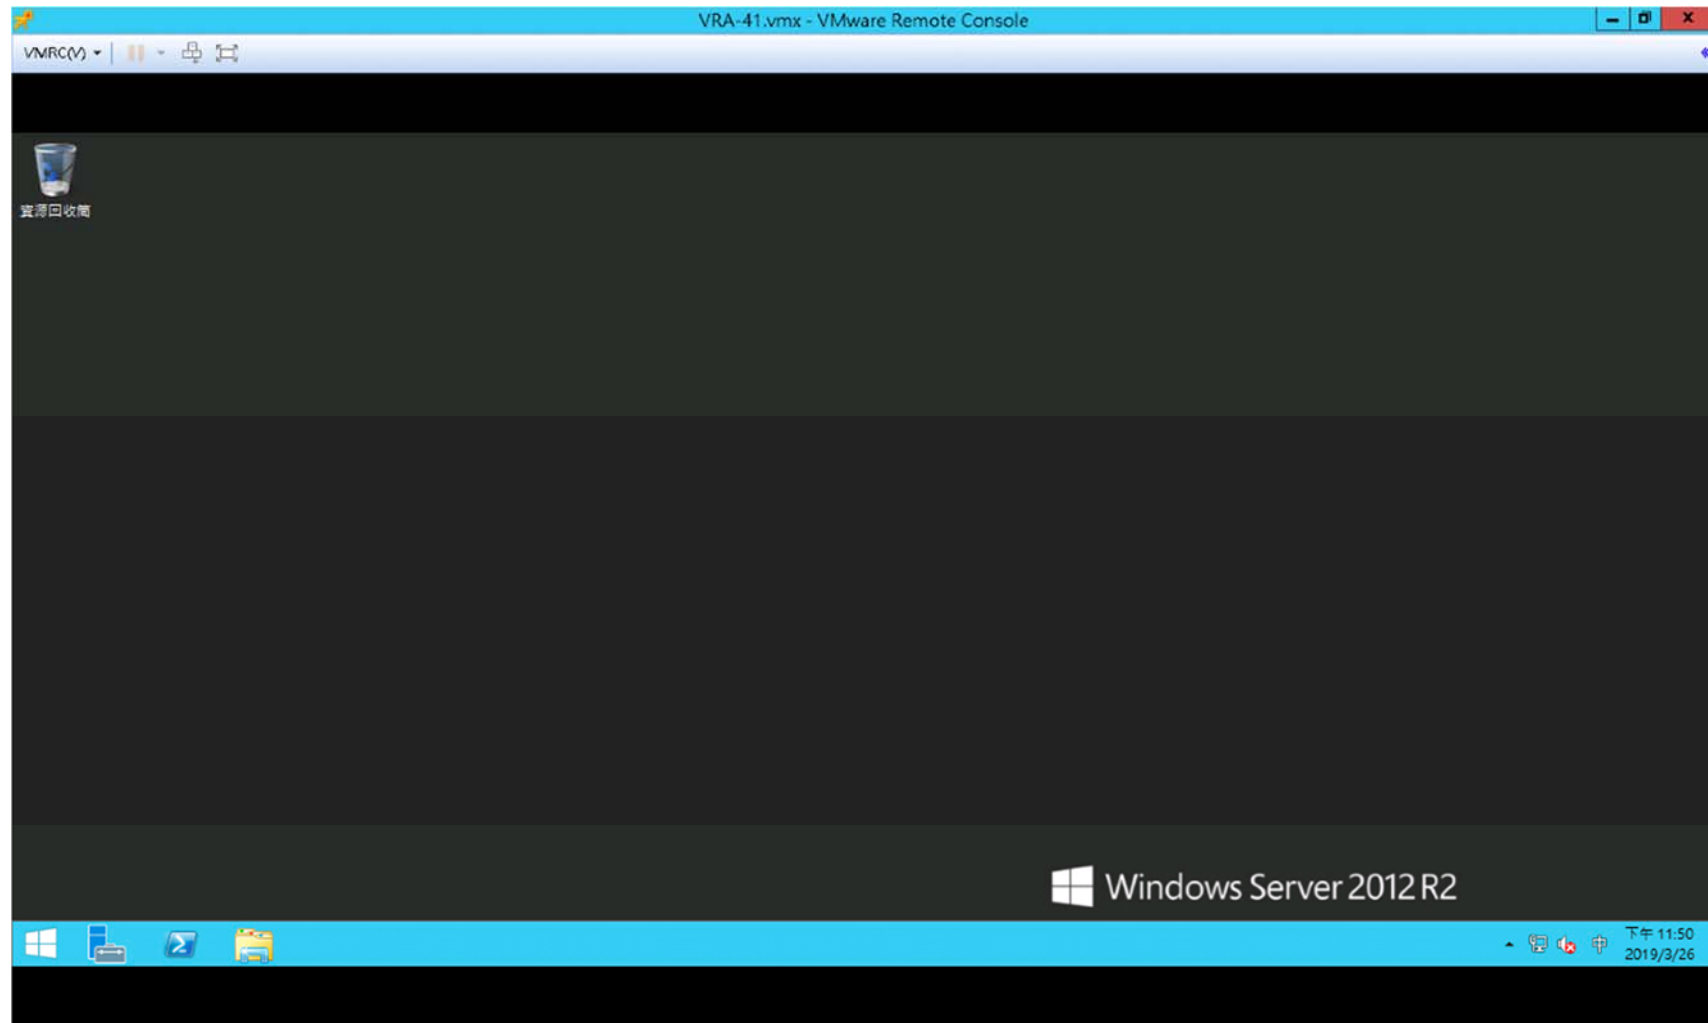 VRA-41.vmx - VMware Remote Console
VMRC(V)
資源回收筒
Windows Server 2012 R2
中
下午 11:50
2019/3/26